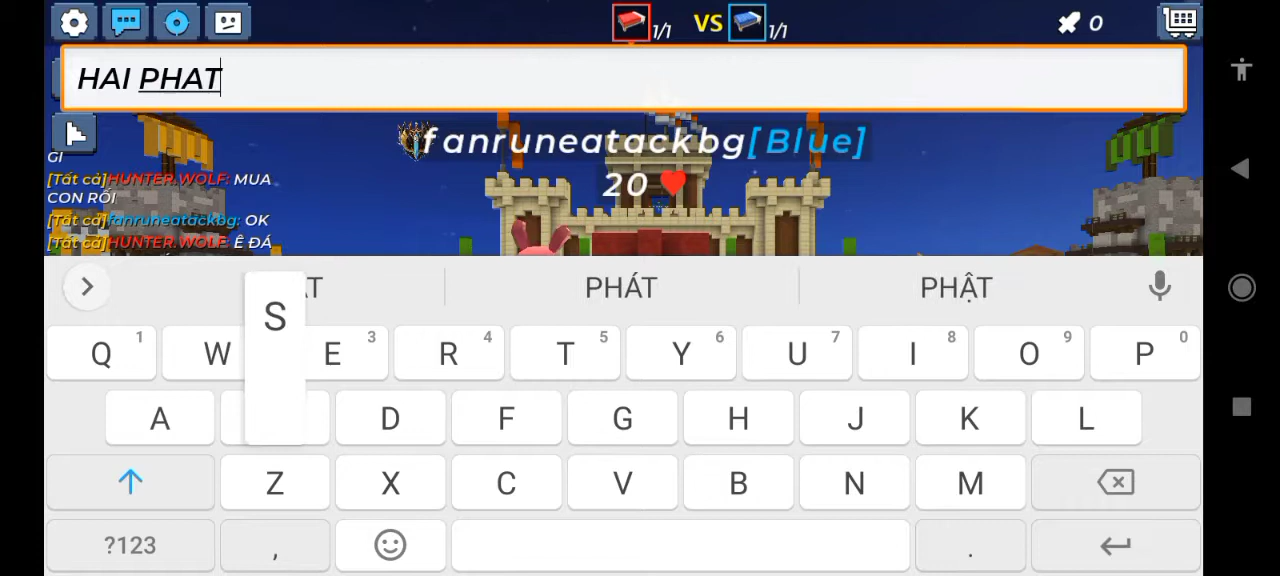 1/1 VS 1/1 0
HAI PHAT
fanruneatackbg[Blue]
20
GÌ
[Tất cả]HUNTER.WOLF: MUA
CON RỒI
[Tất cả]fanruneatackbg: OK
[Tất cả]HUNTER.WOLF: Ê ĐÁ
PHÁT PHẬT
S
Q 1 W E 3 R 4 T 5 Y 6 U 7 I 8 O 9 P 0
A D F G H J K L
Z X C V B N M
?123 , .